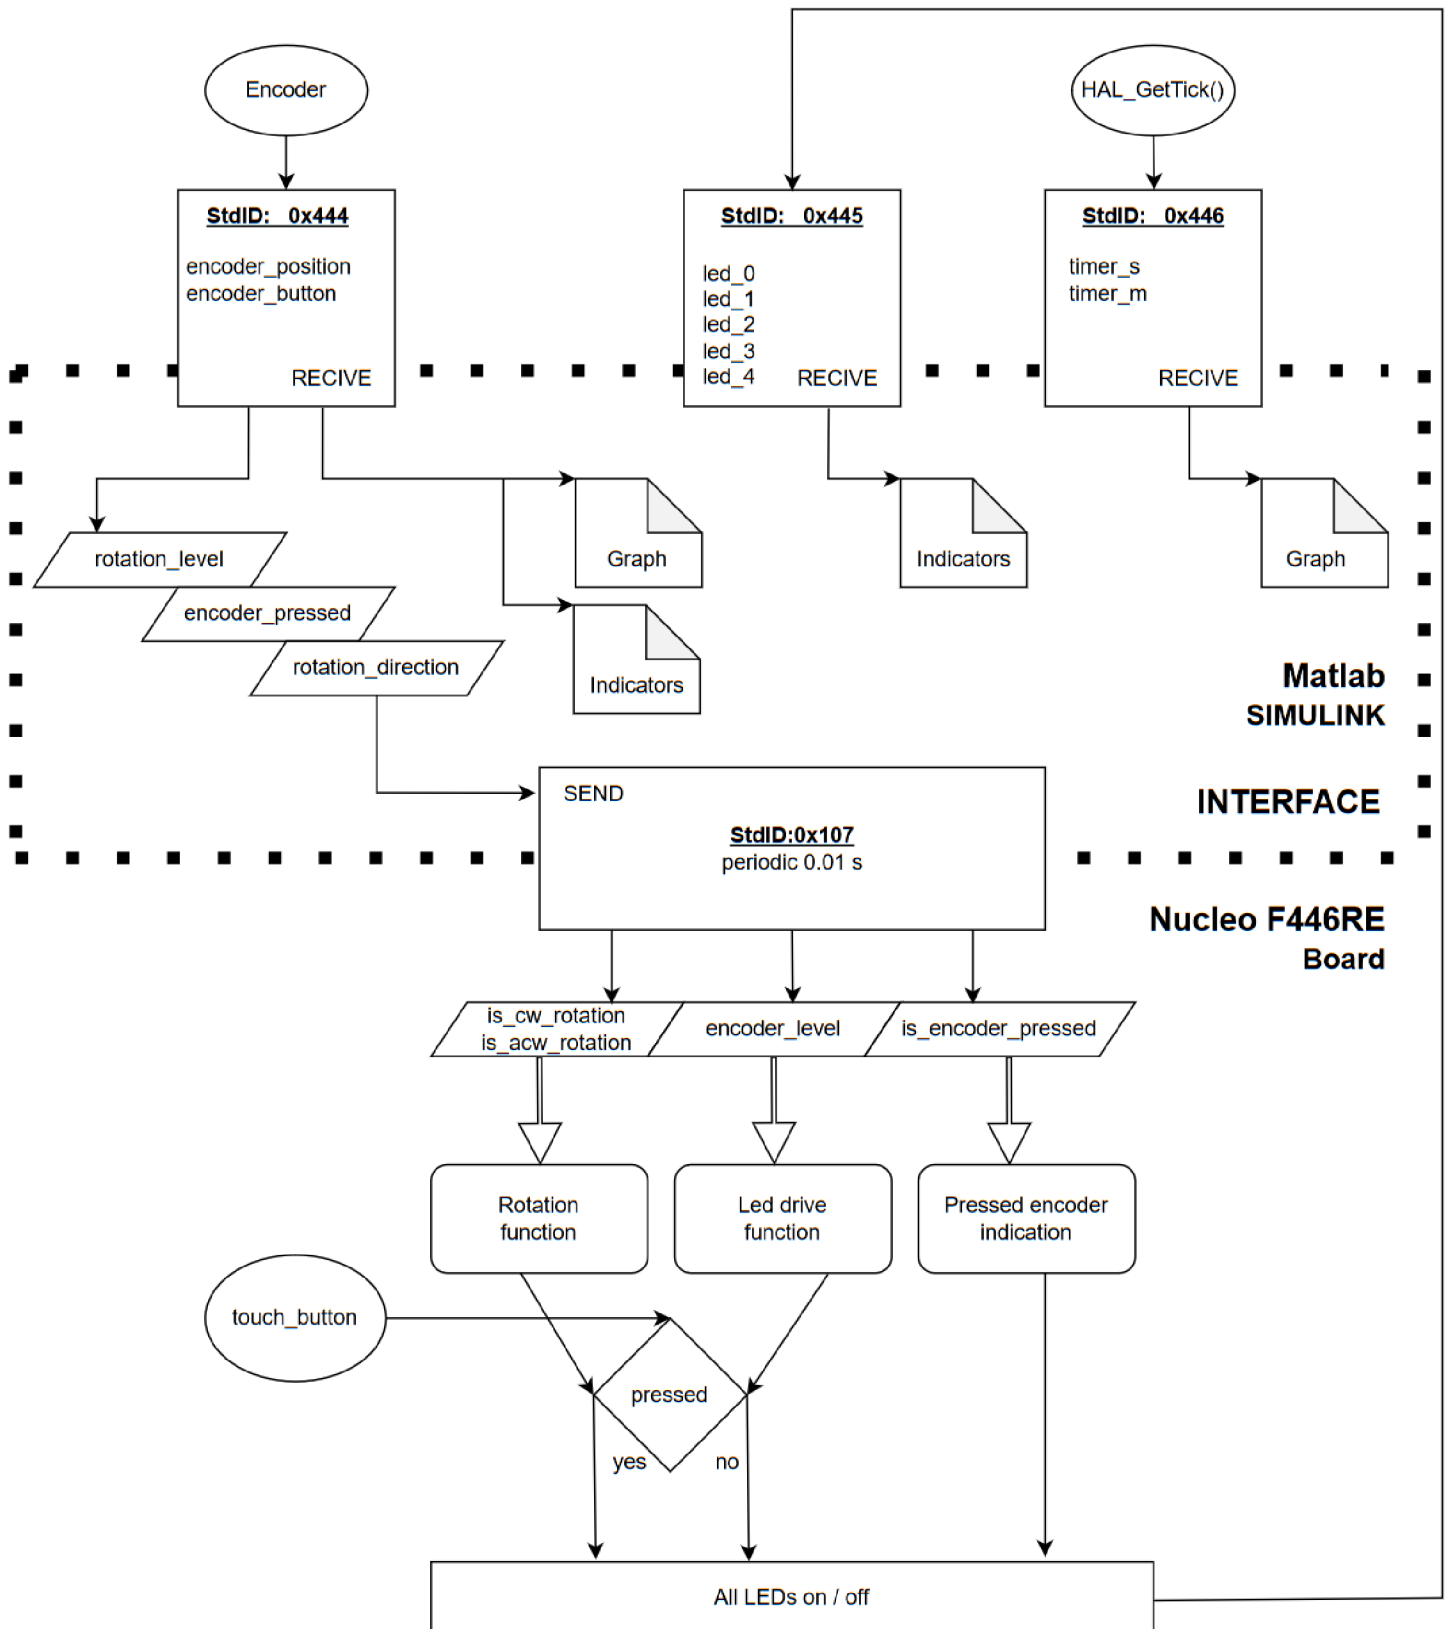 Encoder
HAL_GetTick()
StdID: 0x444
encoder_position
encoder_button
RECIVE
StdID: 0x445
led_0
led_1
led_2
led_3
led_4
RECIVE
StdID: 0x446
timer_s
timer_m
RECIVE
rotation_level
encoder_pressed
rotation_direction
Graph
Indicators
Indicators
Graph
Matlab
SIMULINK
INTERFACE
SEND
StdID:0x107
periodic 0.01 s
Nucleo F446RE
Board
is_cw_rotation
is_acw_rotation
encoder_level
is_encoder_pressed
Rotation
function
Led drive
function
Pressed encoder
indication
touch_button
pressed
yes
no
All LEDs on / off